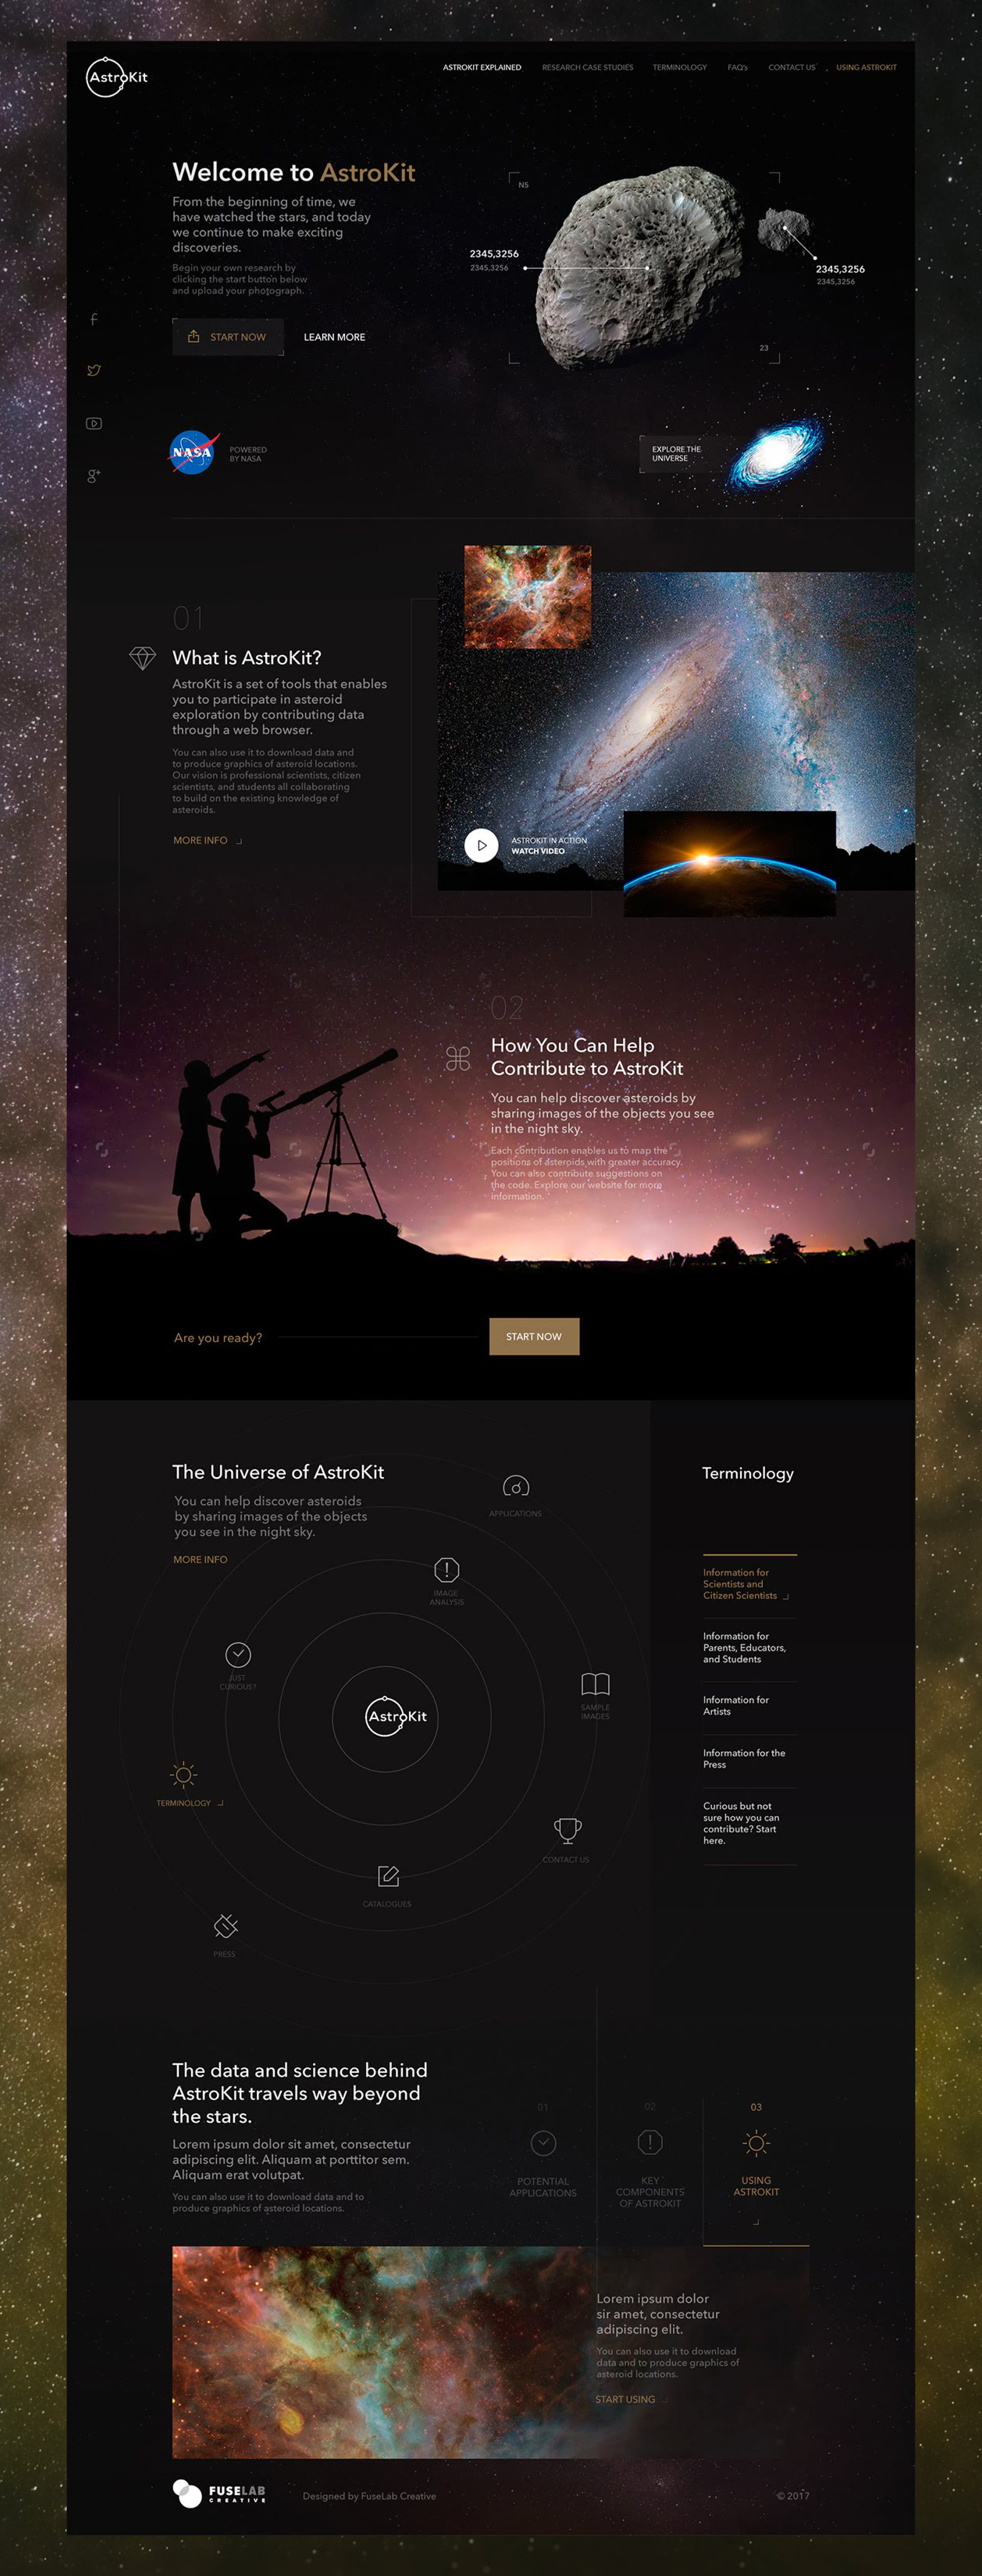 AstroKit
ASTROKIT EXPLAINED
RESEARCH CASE STUDIES
TERMINOLOGY
FAQ's
CONTACT US
USING ASTROKIT
Welcome to AstroKit
From the beginning of time, we
have watched the stars, and today
we continue to make exciting
discoveries.
Begin your own research by
clicking the start button below
and upload your photograph.
START NOW
LEARN MORE
NS
2345,3256
2345,3256
2345,3256
2345,3256
23
NASA
POWERED
BY NASA
EXPLORE THE
UNIVERSE
01
What is AstroKit?
AstroKit is a set of tools that enables
you to participate in asteroid
exploration by contributing data
through a web browser.
You can also use it to download data and
to produce graphics of asteroid locations.
Our vision is professional scientists, citizen
scientists, and students all collaborating
to build on the existing knowledge of
asteroids.
MORE INFO
ASTROKIT IN ACTION
WATCH VIDEO
02
How You Can Help
Contribute to AstroKit
You can help discover asteroids by
sharing images of the objects you see
in the night sky.
Each contribution enables us to map the
positions of asteroids with greater accuracy.
You can also contribute suggestions on
the code. Explore our website for more
information.
Are you ready?
START NOW
The Universe of AstroKit
You can help discover asteroids
by sharing images of the objects
you see in the night sky.
MORE INFO
APPLICATIONS
IMAGE
ANALYSIS
JUST
CURIOUS?
SAMPLE
IMAGES
AstroKit
TERMINOLOGY
CONTACT US
CATALOGUES
PRESS
Terminology
Information for
Scientists and
Citizen Scientists
Information for
Parents, Educators,
and Students
Information for
Artists
Information for the
Press
Curious but not
sure how you can
contribute? Start
here.
The data and science behind
AstroKit travels way beyond
the stars.
Lorem ipsum dolor sit amet, consectetur
adipiscing elit. Aliquam at porttitor sem.
Aliquam erat volutpat.
You can also use it to download data and to
produce graphics of asteroid locations.
01
POTENTIAL
APPLICATIONS
02
KEY
COMPONENTS
OF ASTROKIT
03
USING
ASTROKIT
Lorem ipsum dolor
sir amet, consectetur
adipiscing elit.
You can also use it to download
data and to produce graphics of
asteroid locations.
START USING
FUSELAB
CREATIVE
Designed by FuseLab Creative
© 2017